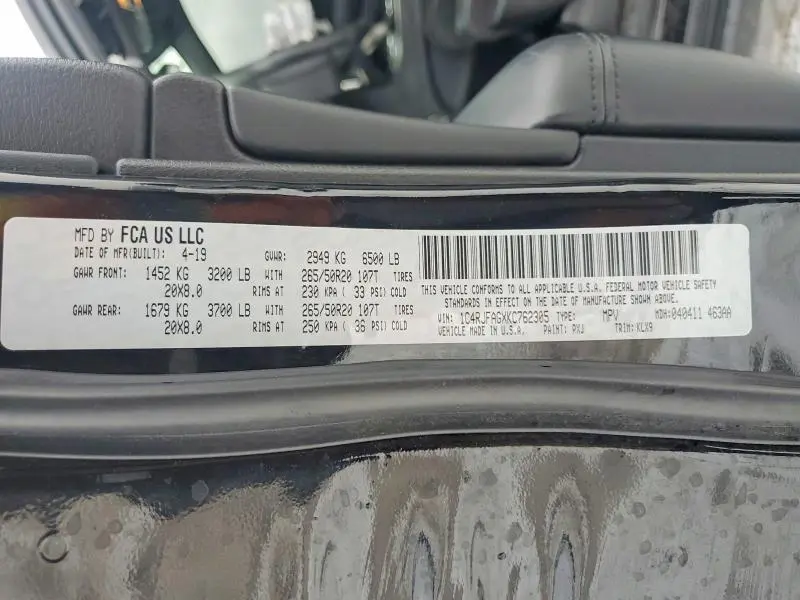 MFD BY FCA US LLC
DATE OF MFR(BUILT): 4-19 GVWR: 2949 KG 6500 LB
GAWR FRONT: 1452 KG 3200 LB WITH 265/50R20 107T TIRES
20X8.0 RIMS AT 230 KPA ( 33 PSI) COLD
GAWR REAR: 1679 KG 3700 LB WITH 265/50R20 107T TIRES
20X8.0 RIMS AT 250 KPA ( 36 PSI) COLD
THIS VEHICLE CONFORMS TO ALL APPLICABLE U.S.A. FEDERAL MOTOR VEHICLE SAFETY
STANDARDS IN EFFECT ON THE DATE OF MANUFACTURE SHOWN ABOVE.
VIN: 1C4RJFAGXKC762305 TYPE: MPV MDH: 040411 463AA
VEHICLE MADE IN U.S.A. PAINT: PXJ TRIM: KLX9